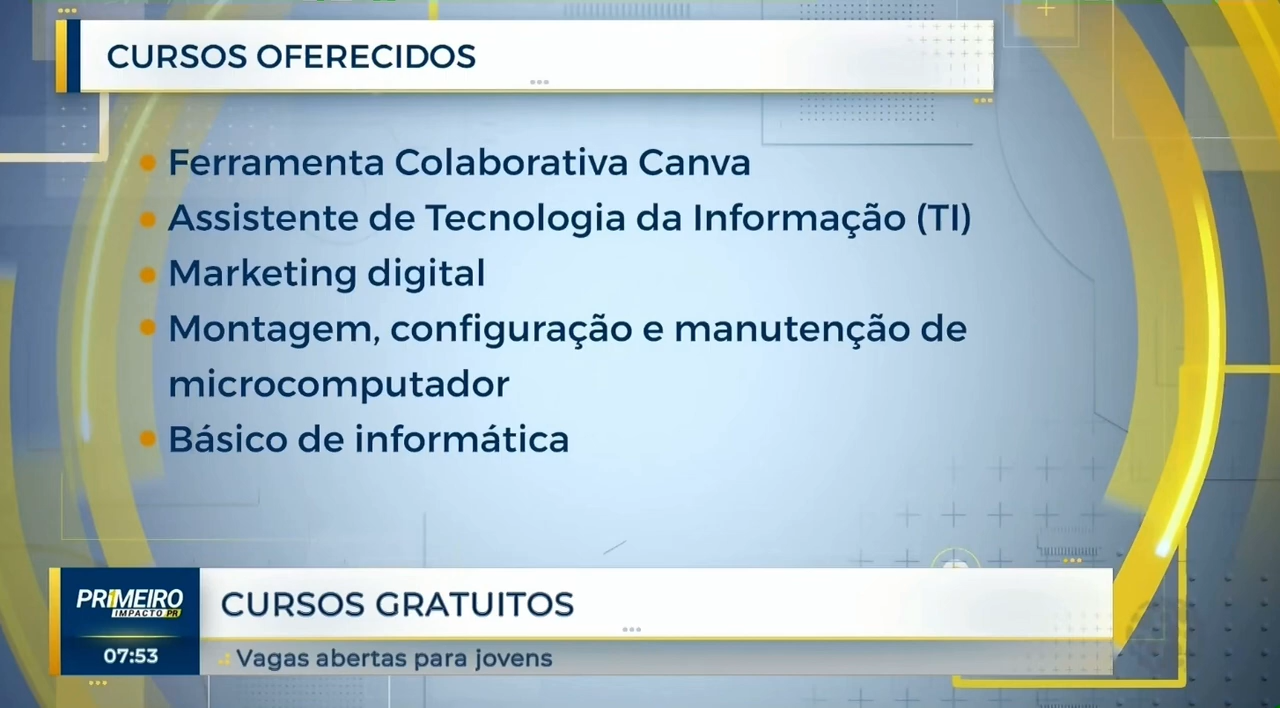 CURSOS OFERECIDOS
Ferramenta Colaborativa Canva
Assistente de Tecnologia da Informação (TI)
Marketing digital
Montagem, configuração e manutenção de
microcomputador
Básico de informática
PRIMEIRO
IMPACTO PR
07:53
CURSOS GRATUITOS
Vagas abertas para jovens